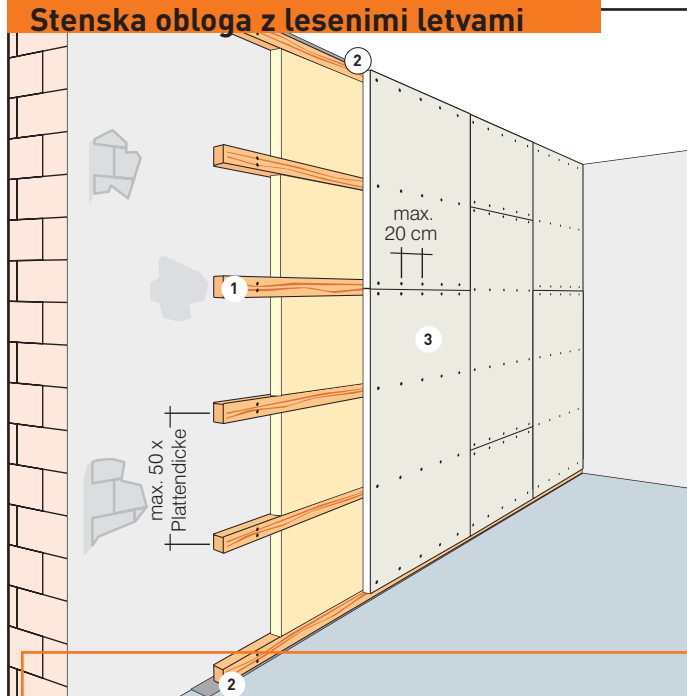 Stenska obloga z lesenimi letvami
2
max.
20 cm
1
3
max. 50 x
Plattendicke
2